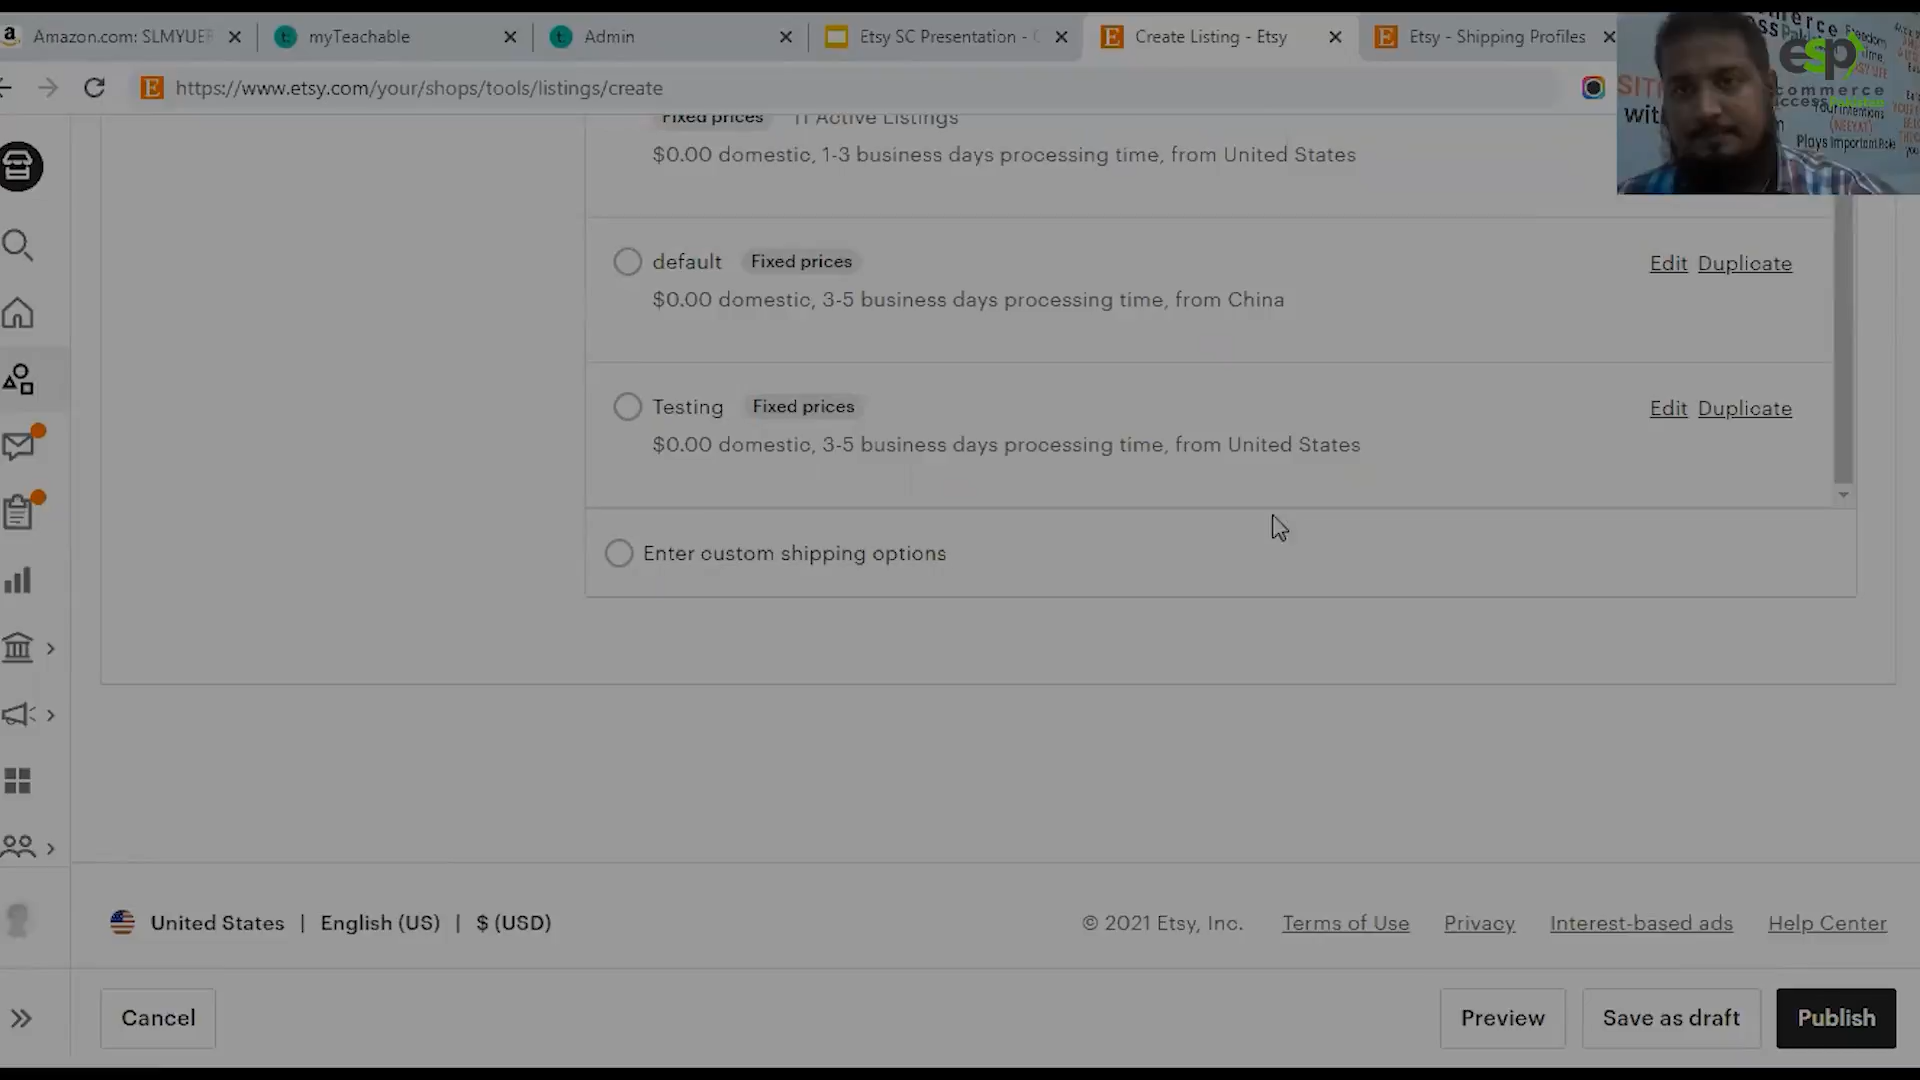 Amazon.com: SLMYUER
myTeachable
Admin
Etsy SC Presentation -
Create Listing - Etsy
Etsy - Shipping Profiles
https://www.etsy.com/your/shops/tools/listings/create
esp
commerce
Your intentions
(NEEYAT)
Plays Important Role
Fixed prices 11 Active Listings
$0.00 domestic, 1-3 business days processing time, from United States
default Fixed prices
Edit Duplicate
$0.00 domestic, 3-5 business days processing time, from China
Testing Fixed prices
Edit Duplicate
$0.00 domestic, 3-5 business days processing time, from United States
Enter custom shipping options
United States | English (US) | $ (USD)
© 2021 Etsy, Inc. Terms of Use Privacy Interest-based ads Help Center
Cancel
Preview
Save as draft
Publish